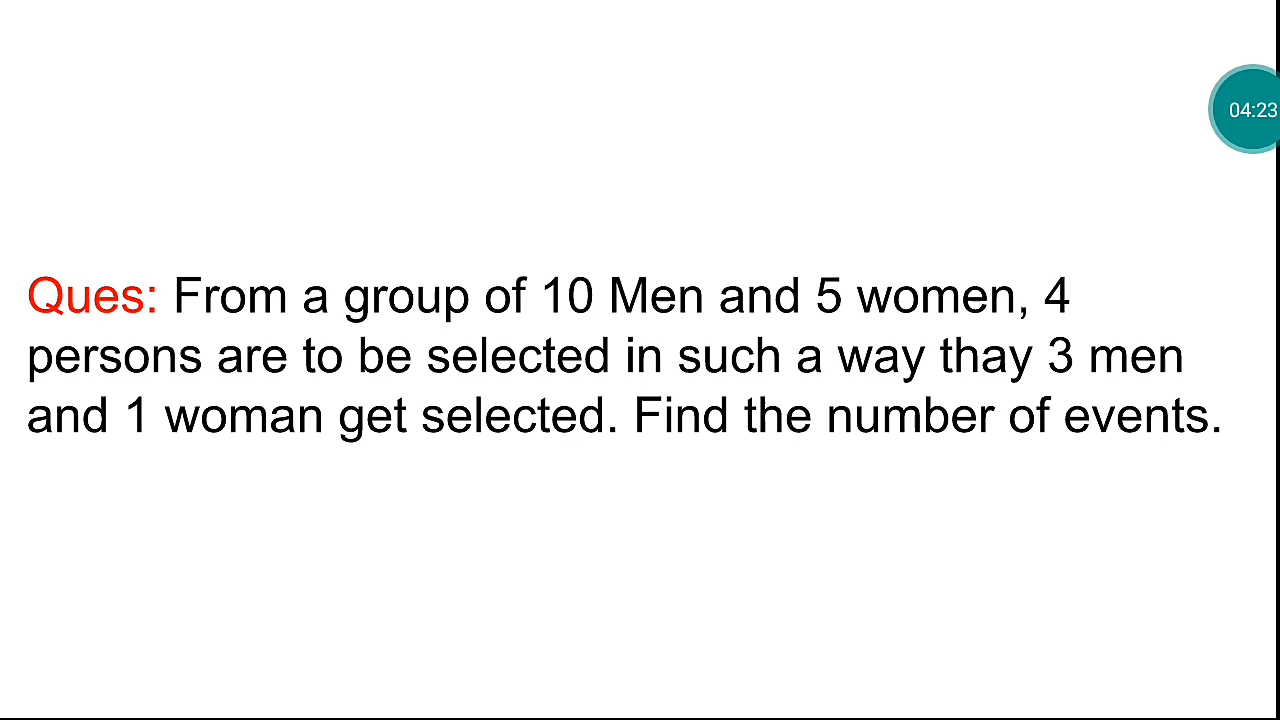 04:23
Ques: From a group of 10 Men and 5 women, 4
persons are to be selected in such a way thay 3 men
and 1 woman get selected. Find the number of events.